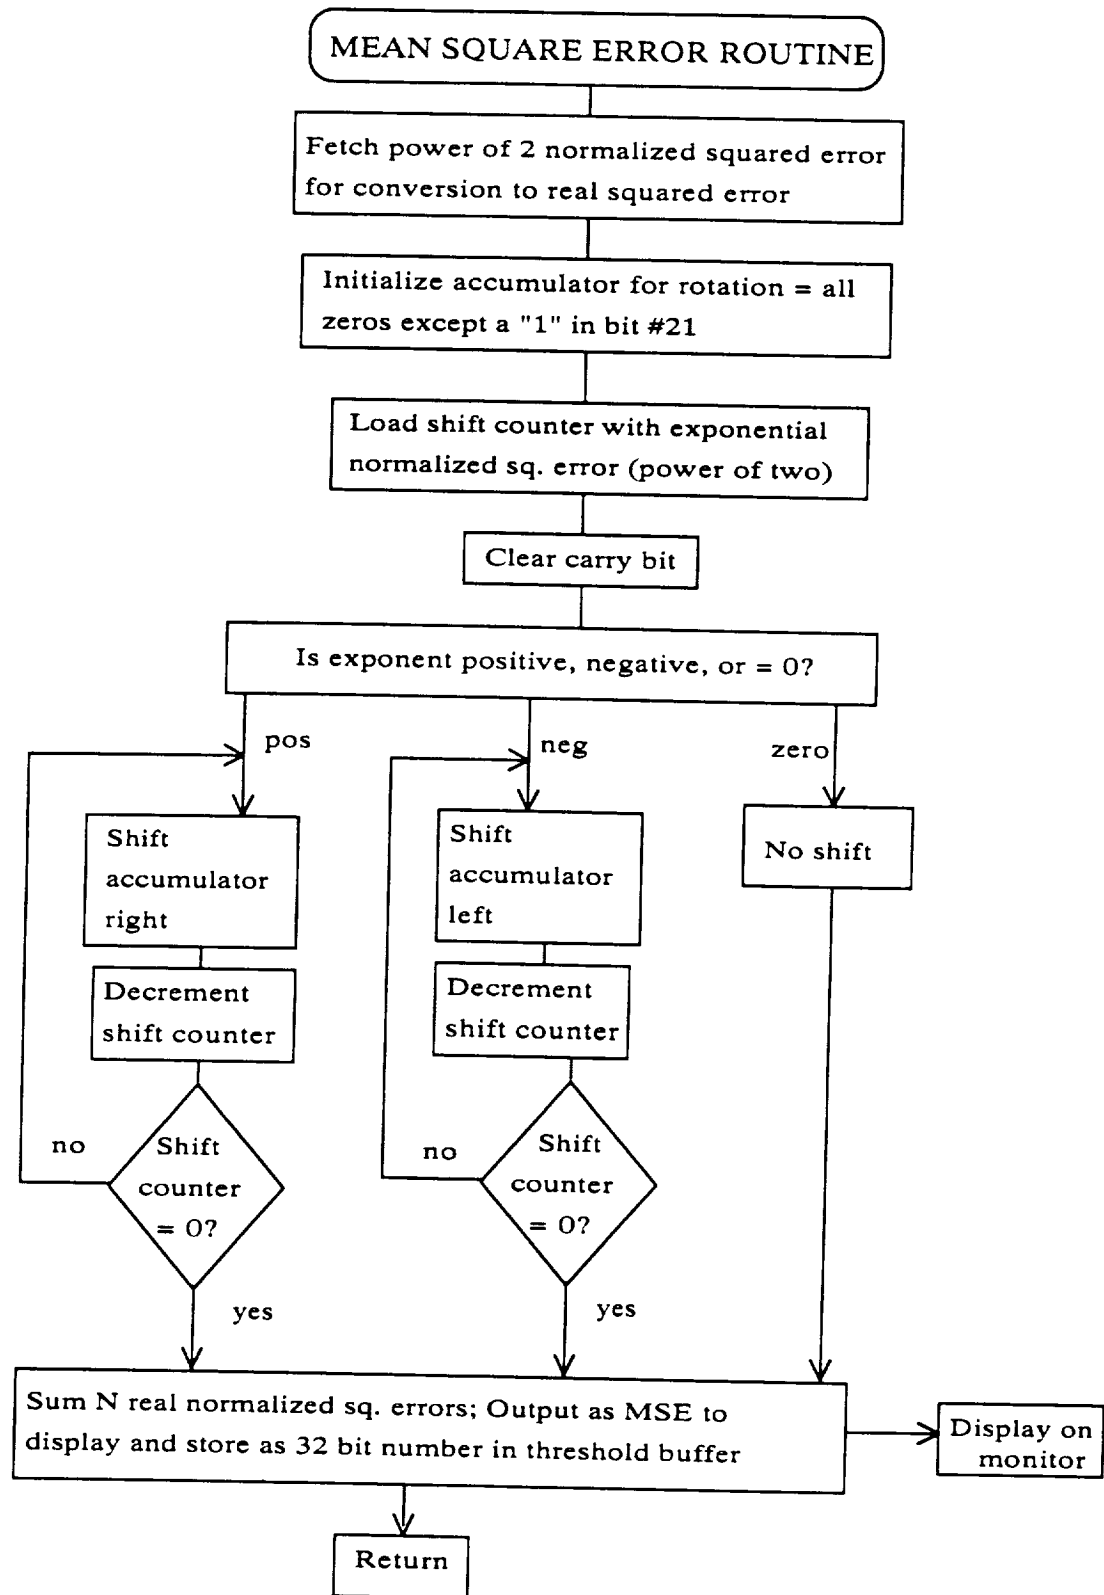 MEAN SQUARE ERROR ROUTINE
Fetch power of 2 normalized squared error
for conversion to real squared error
Initialize accumulator for rotation = all
zeros except a "1" in bit #21
Load shift counter with exponential
normalized sq. error (power of two)
Clear carry bit
Is exponent positive, negative, or = 0?
pos
neg
zero
Shift
accumulator
right
Shift
accumulator
left
No shift
Decrement
shift counter
Decrement
shift counter
no
Shift
counter
= 0?
no
Shift
counter
= 0?
yes
yes
Sum N real normalized sq. errors; Output as MSE to
display and store as 32 bit number in threshold buffer
Display on
monitor
Return